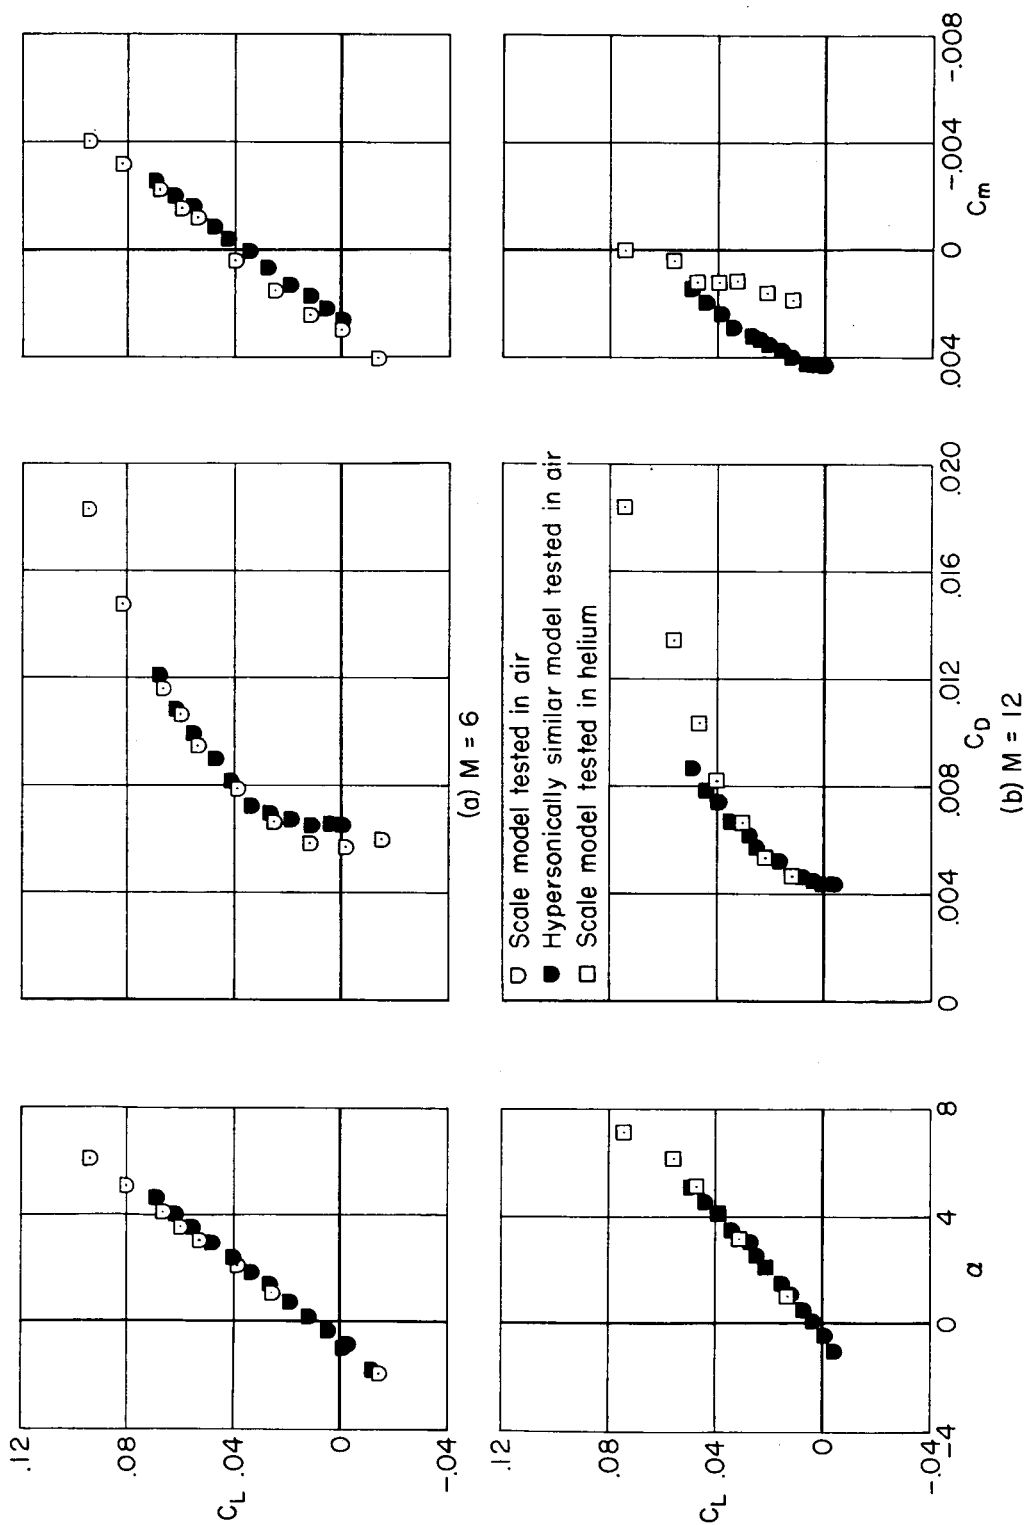 .12
.08
C_L .04
0
-.04
(a) M = 6
Scale model tested in air
Hypersonically similar model tested in air
Scale model tested in helium
.12
.08
C_L .04
0
-.04
-4 0 4 8
α
0 .004 .008 .012 .016 .020
C_D
.004 0 -.004 -.008
C_m
(b) M = 12